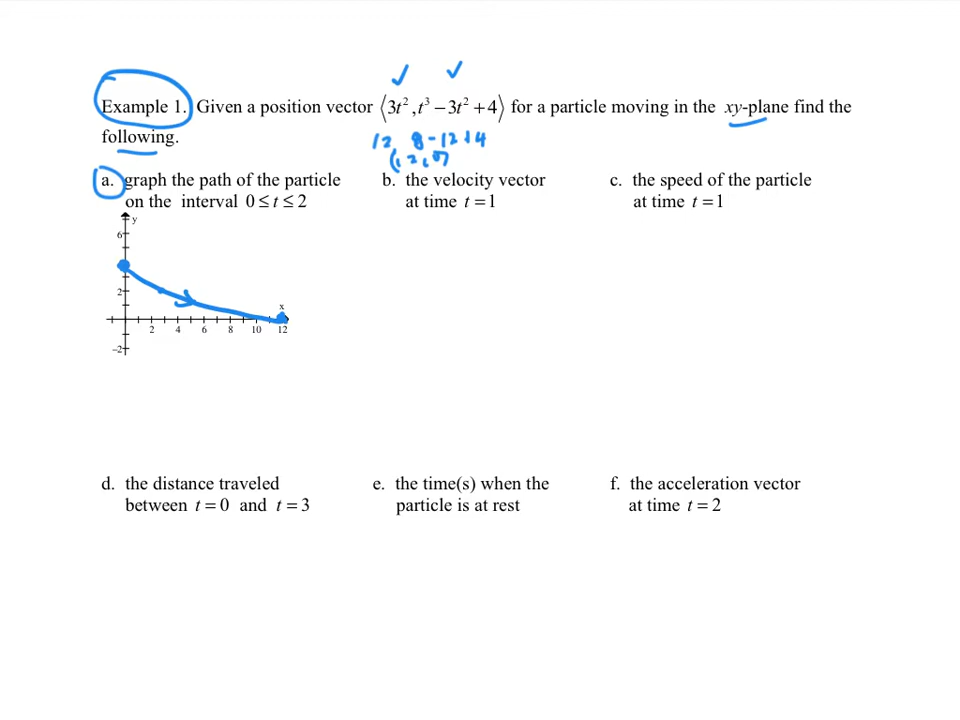 Example 1. Given a position vector ⟨3t², t³ − 3t² + 4⟩ for a particle moving in the xy-plane find the
following.
12, 8 - 12 + 4
(12, 0)
a. graph the path of the particle
on the interval 0 ≤ t ≤ 2
b. the velocity vector
at time t = 1
c. the speed of the particle
at time t = 1
y
6
2
x
2 4 6 8 10 12
−2
d. the distance traveled
between t = 0 and t = 3
e. the time(s) when the
particle is at rest
f. the acceleration vector
at time t = 2